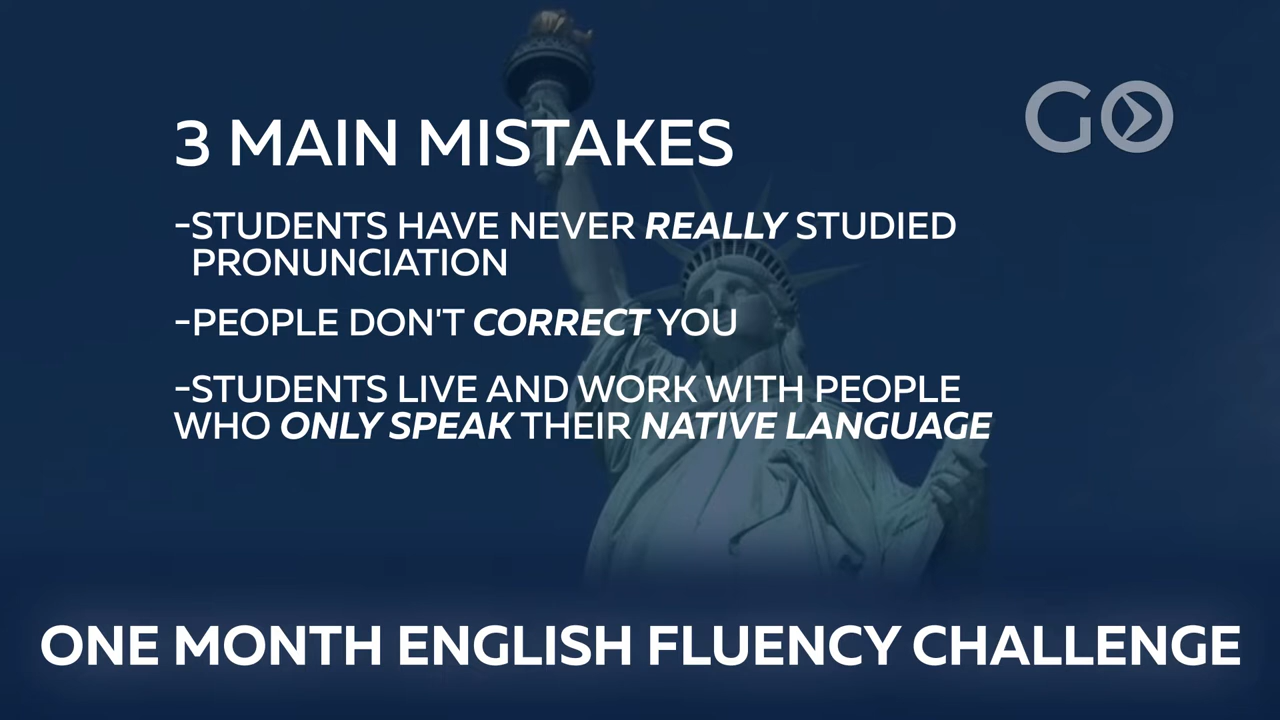 GO
3 MAIN MISTAKES
-STUDENTS HAVE NEVER REALLY STUDIED
PRONUNCIATION
-PEOPLE DON'T CORRECT YOU
-STUDENTS LIVE AND WORK WITH PEOPLE
WHO ONLY SPEAK THEIR NATIVE LANGUAGE
ONE MONTH ENGLISH FLUENCY CHALLENGE